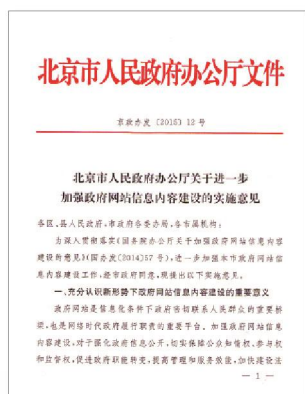 北京市人民政府办公厅文件
京政办发〔2015〕12号
北京市人民政府办公厅关于进一步
加强政府网站信息内容建设的实施意见
各区、县人民政府,市政府各委、办、局,各市属机构:
为深入贯彻落实《国务院办公厅关于加强政府网站信息内容
建设的意见》(国办发〔2014〕57号),进一步加强本市政府网站信
息内容建设工作,经市政府同意,现提出以下实施意见。
一、充分认识新形势下政府网站信息内容建设的重要意义
政府网站是信息化条件下政府密切联系人民群众的重要桥
梁,也是网络时代政府履行职责的重要平台。加强政府网站信息
内容建设,对于强化政府信息公开,切实保障公众知情权、参与权
和监督权,促进政府职能转变,提高管理和服务效能,加快建设法
— 1 —